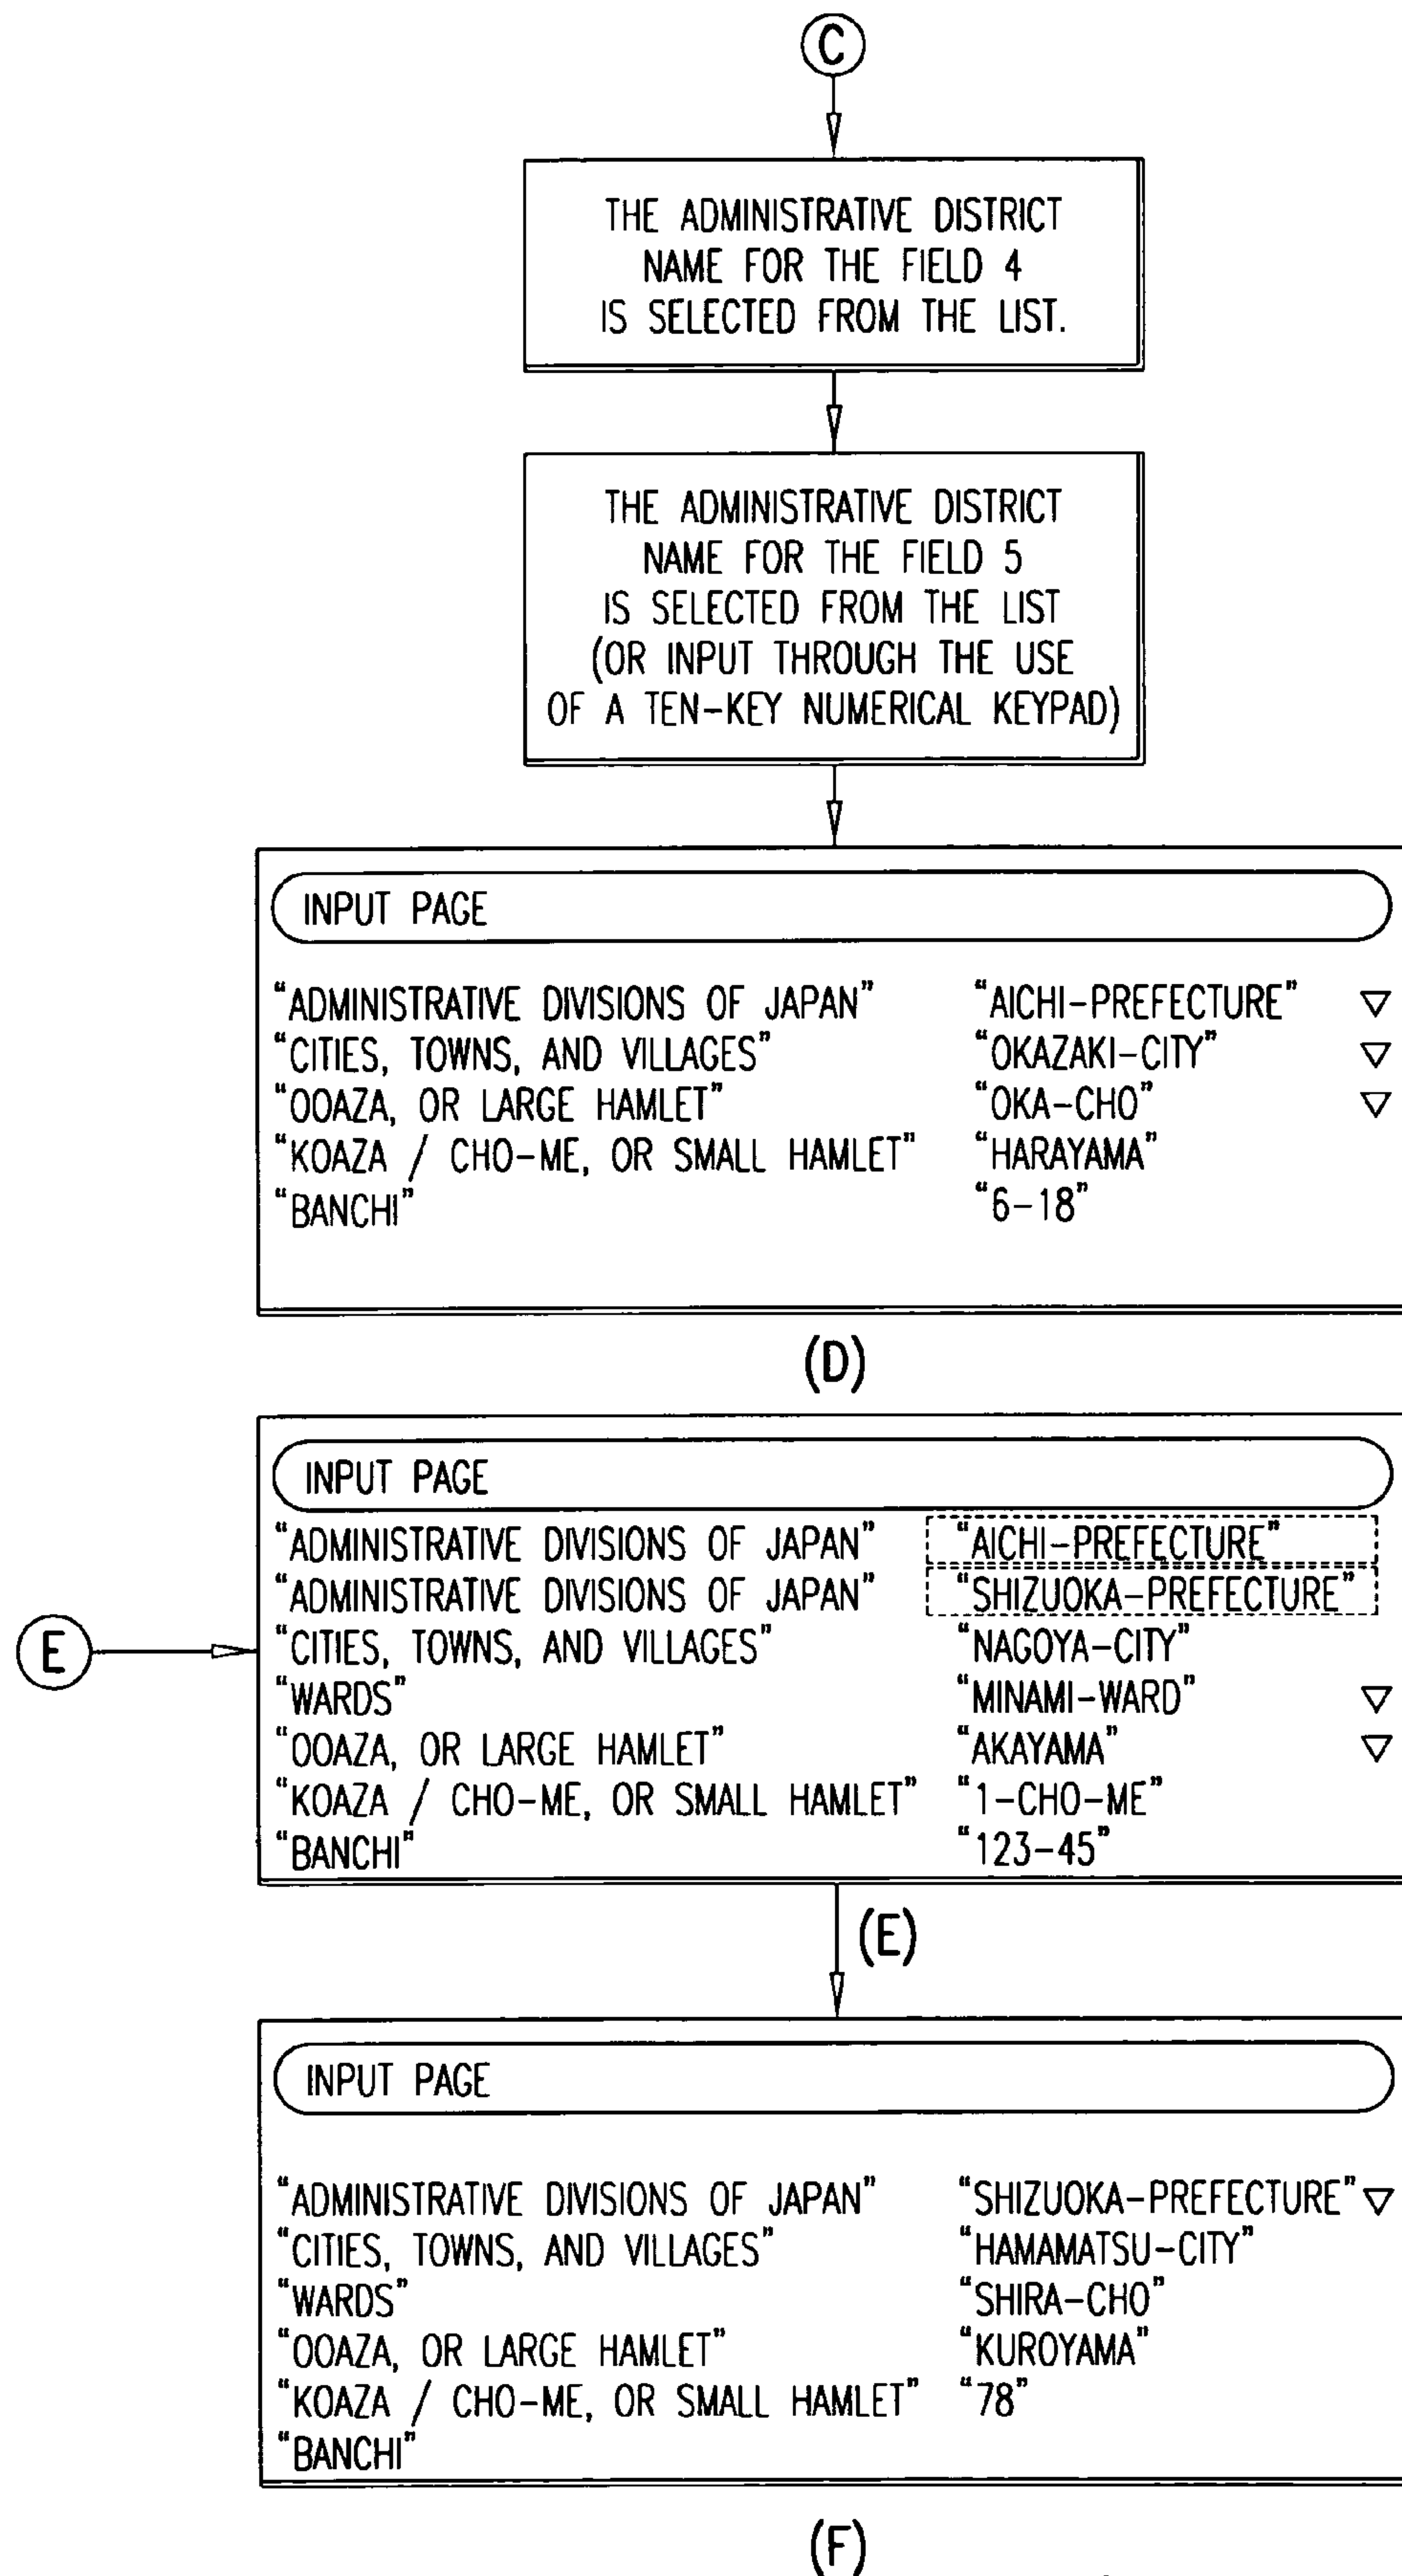 C
THE ADMINISTRATIVE DISTRICT
NAME FOR THE FIELD 4
IS SELECTED FROM THE LIST.
THE ADMINISTRATIVE DISTRICT
NAME FOR THE FIELD 5
IS SELECTED FROM THE LIST
(OR INPUT THROUGH THE USE
OF A TEN-KEY NUMERICAL KEYPAD)
INPUT PAGE
“ADMINISTRATIVE DIVISIONS OF JAPAN” “AICHI-PREFECTURE” ▽
“CITIES, TOWNS, AND VILLAGES” “OKAZAKI-CITY” ▽
“OOAZA, OR LARGE HAMLET” “OKA-CHO” ▽
“KOAZA / CHO-ME, OR SMALL HAMLET” “HARAYAMA”
“BANCHI” “6-18”
(D)
INPUT PAGE
“ADMINISTRATIVE DIVISIONS OF JAPAN” “AICHI-PREFECTURE”
“ADMINISTRATIVE DIVISIONS OF JAPAN” “SHIZUOKA-PREFECTURE”
E “CITIES, TOWNS, AND VILLAGES” “NAGOYA-CITY”
“WARDS” “MINAMI-WARD” ▽
“OOAZA, OR LARGE HAMLET” “AKAYAMA” ▽
“KOAZA / CHO-ME, OR SMALL HAMLET” “1-CHO-ME”
“BANCHI” “123-45”
(E)
INPUT PAGE
“ADMINISTRATIVE DIVISIONS OF JAPAN” “SHIZUOKA-PREFECTURE” ▽
“CITIES, TOWNS, AND VILLAGES” “HAMAMATSU-CITY”
“WARDS” “SHIRA-CHO”
“OOAZA, OR LARGE HAMLET” “KUROYAMA”
“KOAZA / CHO-ME, OR SMALL HAMLET” “78”
“BANCHI”
(F)